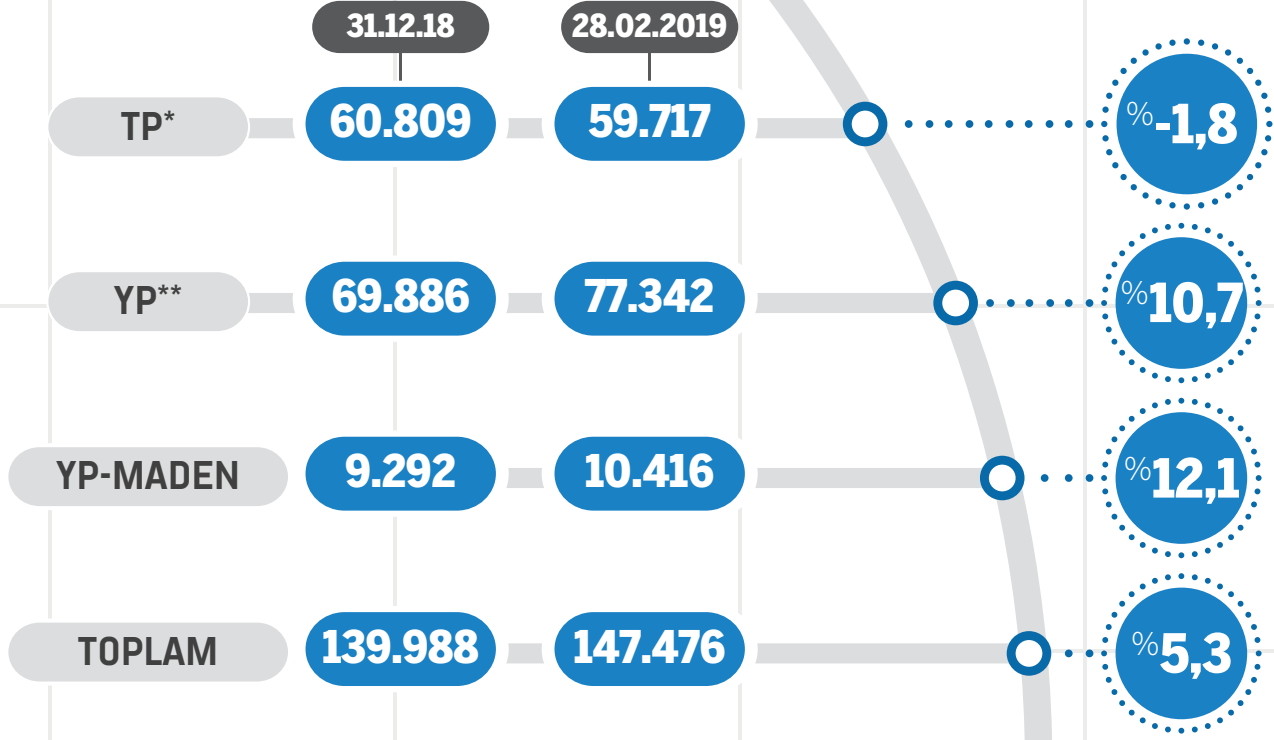 31.12.18 28.02.2019
TP* 60.809 59.717 %-1,8
YP** 69.886 77.342 %10,7
YP-MADEN 9.292 10.416 %12,1
TOPLAM 139.988 147.476 %5,3